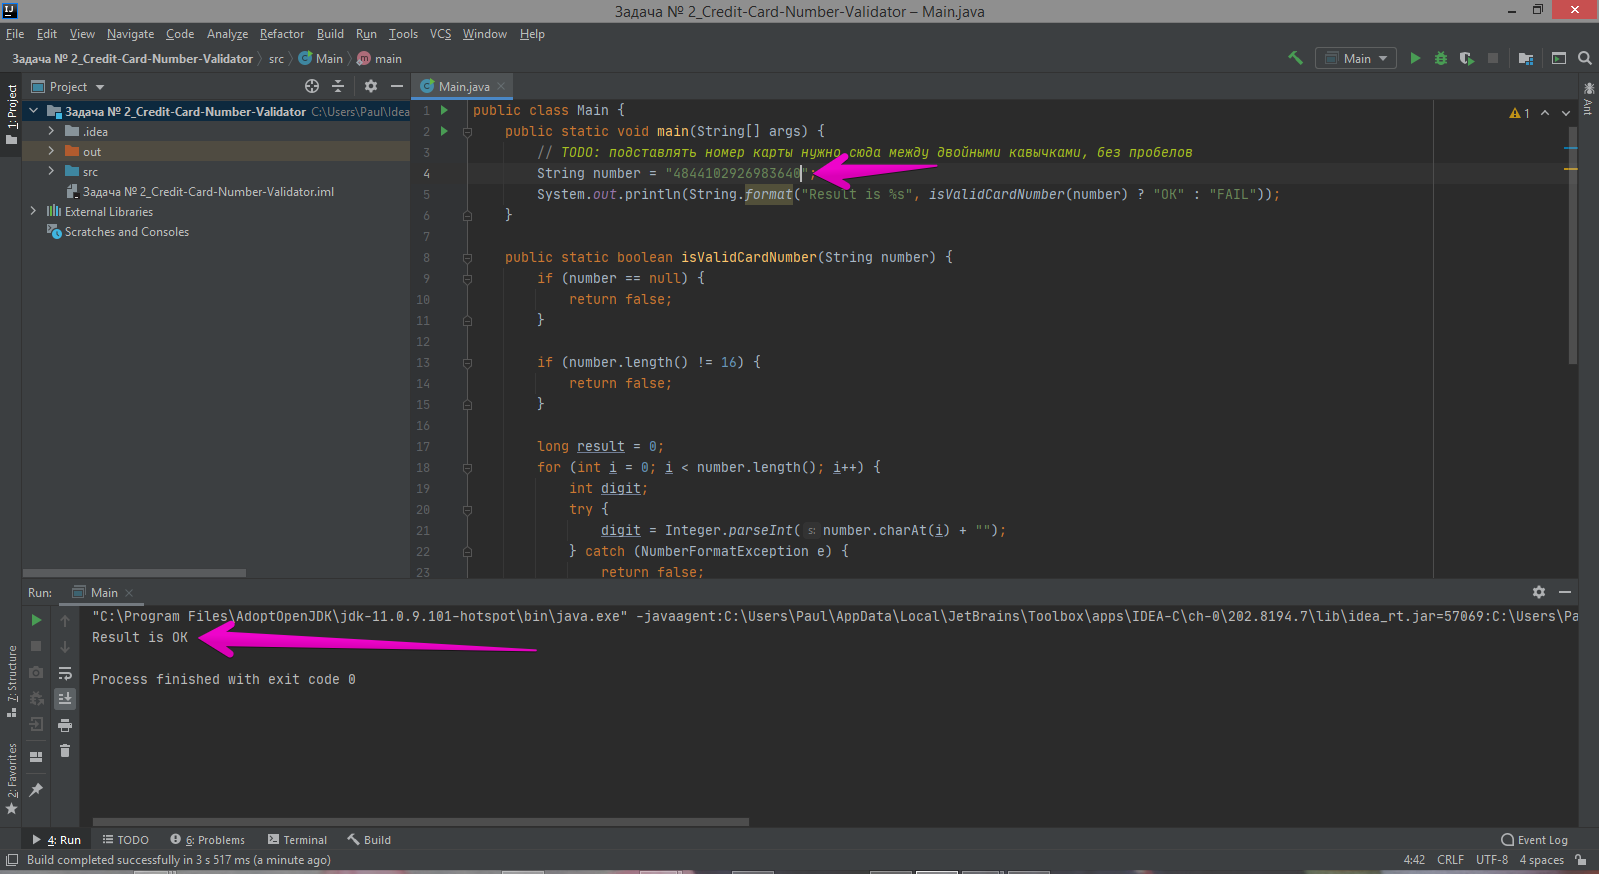 Задача № 2_Credit-Card-Number-Validator – Main.java
File Edit View Navigate Code Analyze Refactor Build Run Tools VCS Window Help
Задача № 2_Credit-Card-Number-Validator src Main main
Main
1: Project
Project
Main.java
Ant
Задача № 2_Credit-Card-Number-Validator C:\Users\Paul\Idea
.idea
out
src
Задача № 2_Credit-Card-Number-Validator.iml
External Libraries
Scratches and Consoles
1
1 public class Main {
2 public static void main(String[] args) {
3 // TODO: подставлять номер карты нужно сюда между двойными кавычками, без пробелов
4 String number = "4844102926983640";
5 System.out.println(String.format("Result is %s", isValidCardNumber(number) ? "OK" : "FAIL"));
6 }
7
8 public static boolean isValidCardNumber(String number) {
9 if (number == null) {
10 return false;
11 }
12
13 if (number.length() != 16) {
14 return false;
15 }
16
17 long result = 0;
18 for (int i = 0; i < number.length(); i++) {
19 int digit;
20 try {
21 digit = Integer.parseInt( s: number.charAt(i) + "");
22 } catch (NumberFormatException e) {
23 return false;
Run: Main
"C:\Program Files\AdoptOpenJDK\jdk-11.0.9.101-hotspot\bin\java.exe" -javaagent:C:\Users\Paul\AppData\Local\JetBrains\Toolbox\apps\IDEA-C\ch-0\202.8194.7\lib\idea_rt.jar=57069:C:\Users\Pa
Result is OK
Process finished with exit code 0
7: Structure
2: Favorites
4: Run TODO 6: Problems Terminal Build Event Log
Build completed successfully in 3 s 517 ms (a minute ago) 4:42 CRLF UTF-8 4 spaces